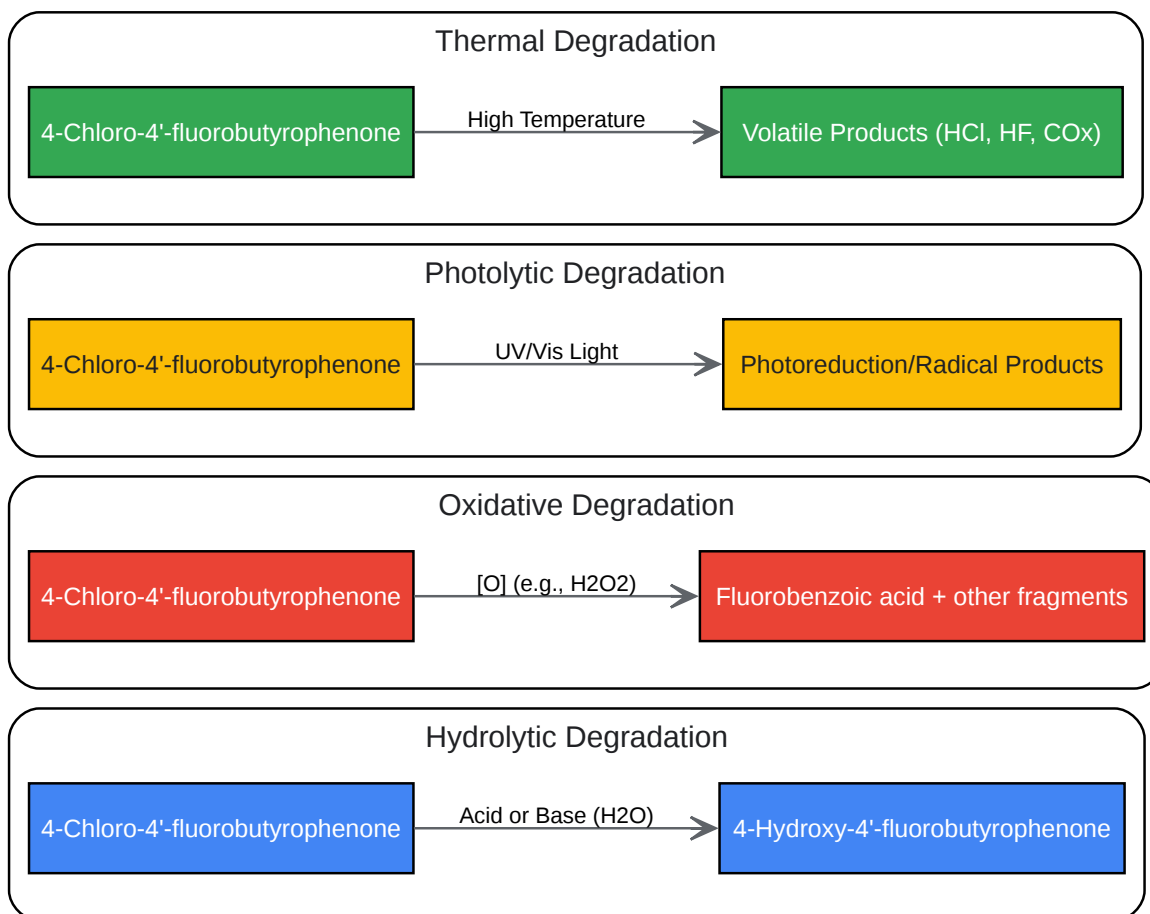 Thermal Degradation
4-Chloro-4'-fluorobutyrophenone
High Temperature
Volatile Products (HCl, HF, COx)
Photolytic Degradation
4-Chloro-4'-fluorobutyrophenone
UV/Vis Light
Photoreduction/Radical Products
Oxidative Degradation
4-Chloro-4'-fluorobutyrophenone
[O] (e.g., H2O2)
Fluorobenzoic acid + other fragments
Hydrolytic Degradation
4-Chloro-4'-fluorobutyrophenone
Acid or Base (H2O)
4-Hydroxy-4'-fluorobutyrophenone